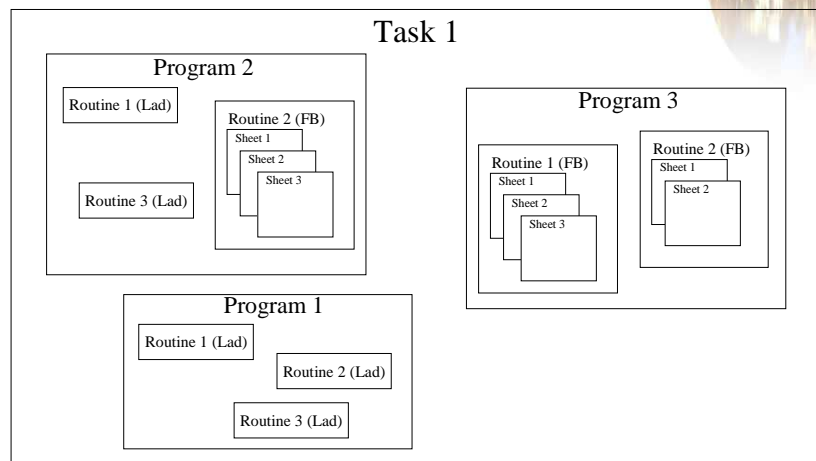 Task 1
Program 2
Routine 1 (Lad)
Routine 2 (FB)
Sheet 1
Sheet 2
Sheet 3
Routine 3 (Lad)
Program 3
Routine 1 (FB)
Sheet 1
Sheet 2
Sheet 3
Routine 2 (FB)
Sheet 1
Sheet 2
Program 1
Routine 1 (Lad)
Routine 2 (Lad)
Routine 3 (Lad)